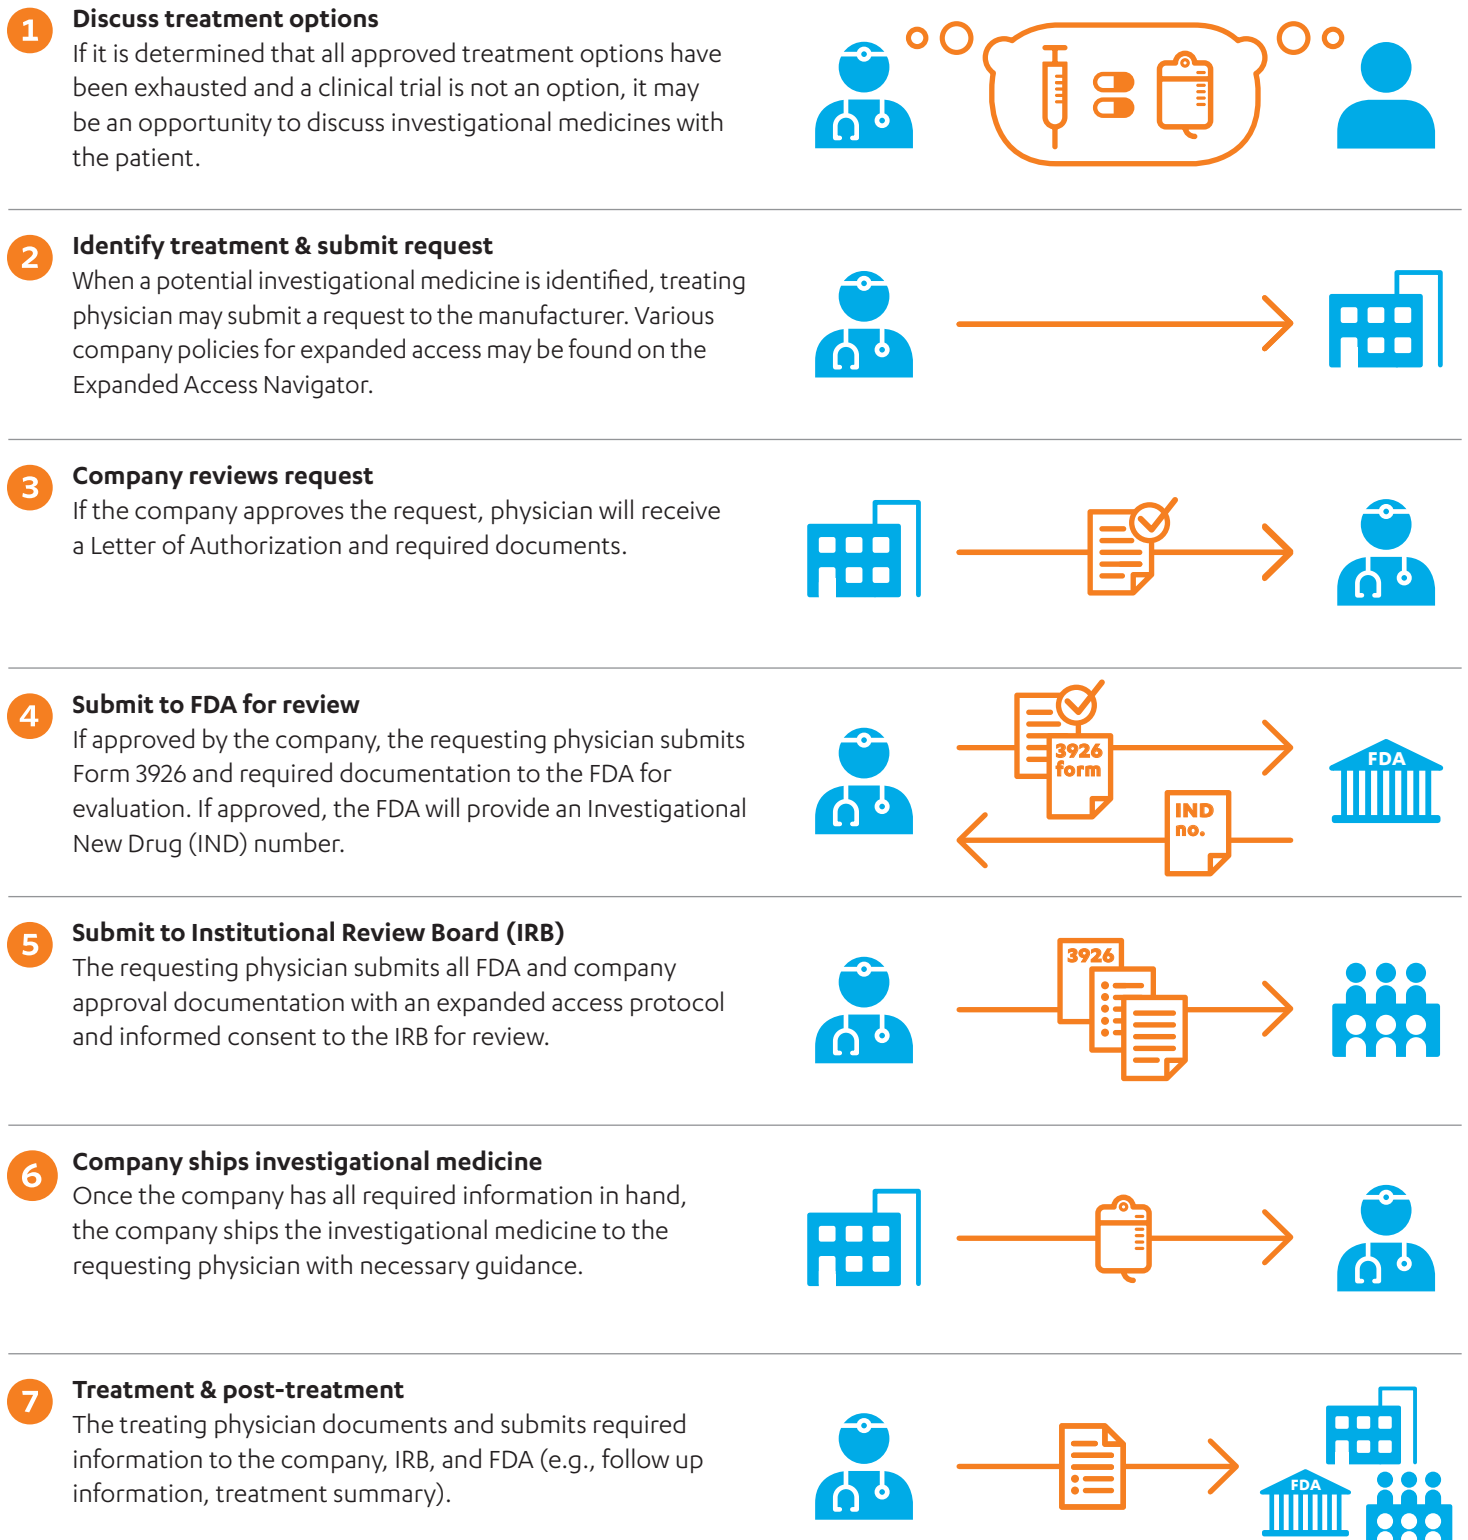 1
Discuss treatment options
If it is determined that all approved treatment options have
been exhausted and a clinical trial is not an option, it may
be an opportunity to discuss investigational medicines with
the patient.
2
Identify treatment & submit request
When a potential investigational medicine is identified, treating
physician may submit a request to the manufacturer. Various
company policies for expanded access may be found on the
Expanded Access Navigator.
3
Company reviews request
If the company approves the request, physician will receive
a Letter of Authorization and required documents.
4
Submit to FDA for review
If approved by the company, the requesting physician submits
Form 3926 and required documentation to the FDA for
evaluation. If approved, the FDA will provide an Investigational
New Drug (IND) number.
3926
form
FDA
IND
no.
5
Submit to Institutional Review Board (IRB)
The requesting physician submits all FDA and company
approval documentation with an expanded access protocol
and informed consent to the IRB for review.
3926
6
Company ships investigational medicine
Once the company has all required information in hand,
the company ships the investigational medicine to the
requesting physician with necessary guidance.
7
Treatment & post-treatment
The treating physician documents and submits required
information to the company, IRB, and FDA (e.g., follow up
information, treatment summary).
FDA